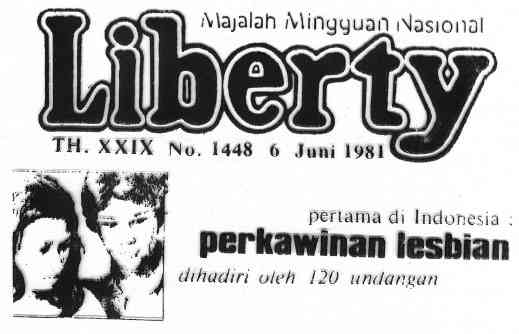 Majalah Mingguan Nasional
Liberty
TH. XXIX No. 1448 6 Juni 1981
pertama di Indonesia :
perkawinan lesbian
dihadiri oleh 120 undangan